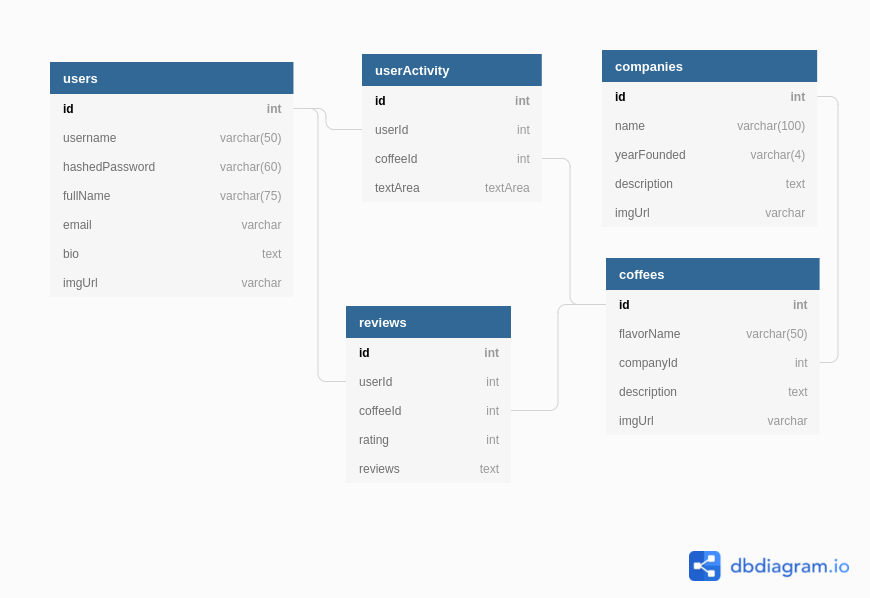 users
id int
username varchar(50)
hashedPassword varchar(60)
fullName varchar(75)
email varchar
bio text
imgUrl varchar
userActivity
id int
userId int
coffeeId int
textArea textArea
companies
id int
name varchar(100)
yearFounded varchar(4)
description text
imgUrl varchar
reviews
id int
userId int
coffeeId int
rating int
reviews text
coffees
id int
flavorName varchar(50)
companyId int
description text
imgUrl varchar
dbdiagram.io